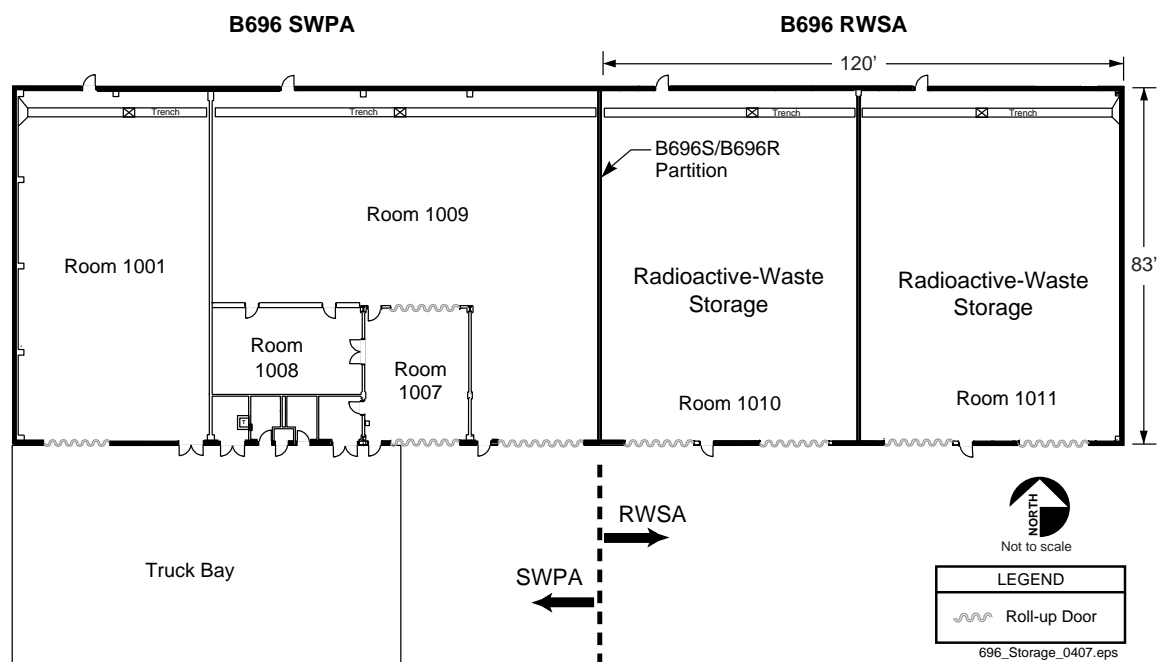 B696 SWPA
B696 RWSA
120'
Trench
Trench
Trench
Trench
B696S/B696R
Partition
Room 1009
Room 1001
83'
Radioactive-Waste
Storage
Radioactive-Waste
Storage
Room
1008
Room
1007
Room 1010
Room 1011
T
RWSA
NORTH
Not to scale
Truck Bay
SWPA
LEGEND
Roll-up Door
696_Storage_0407.eps